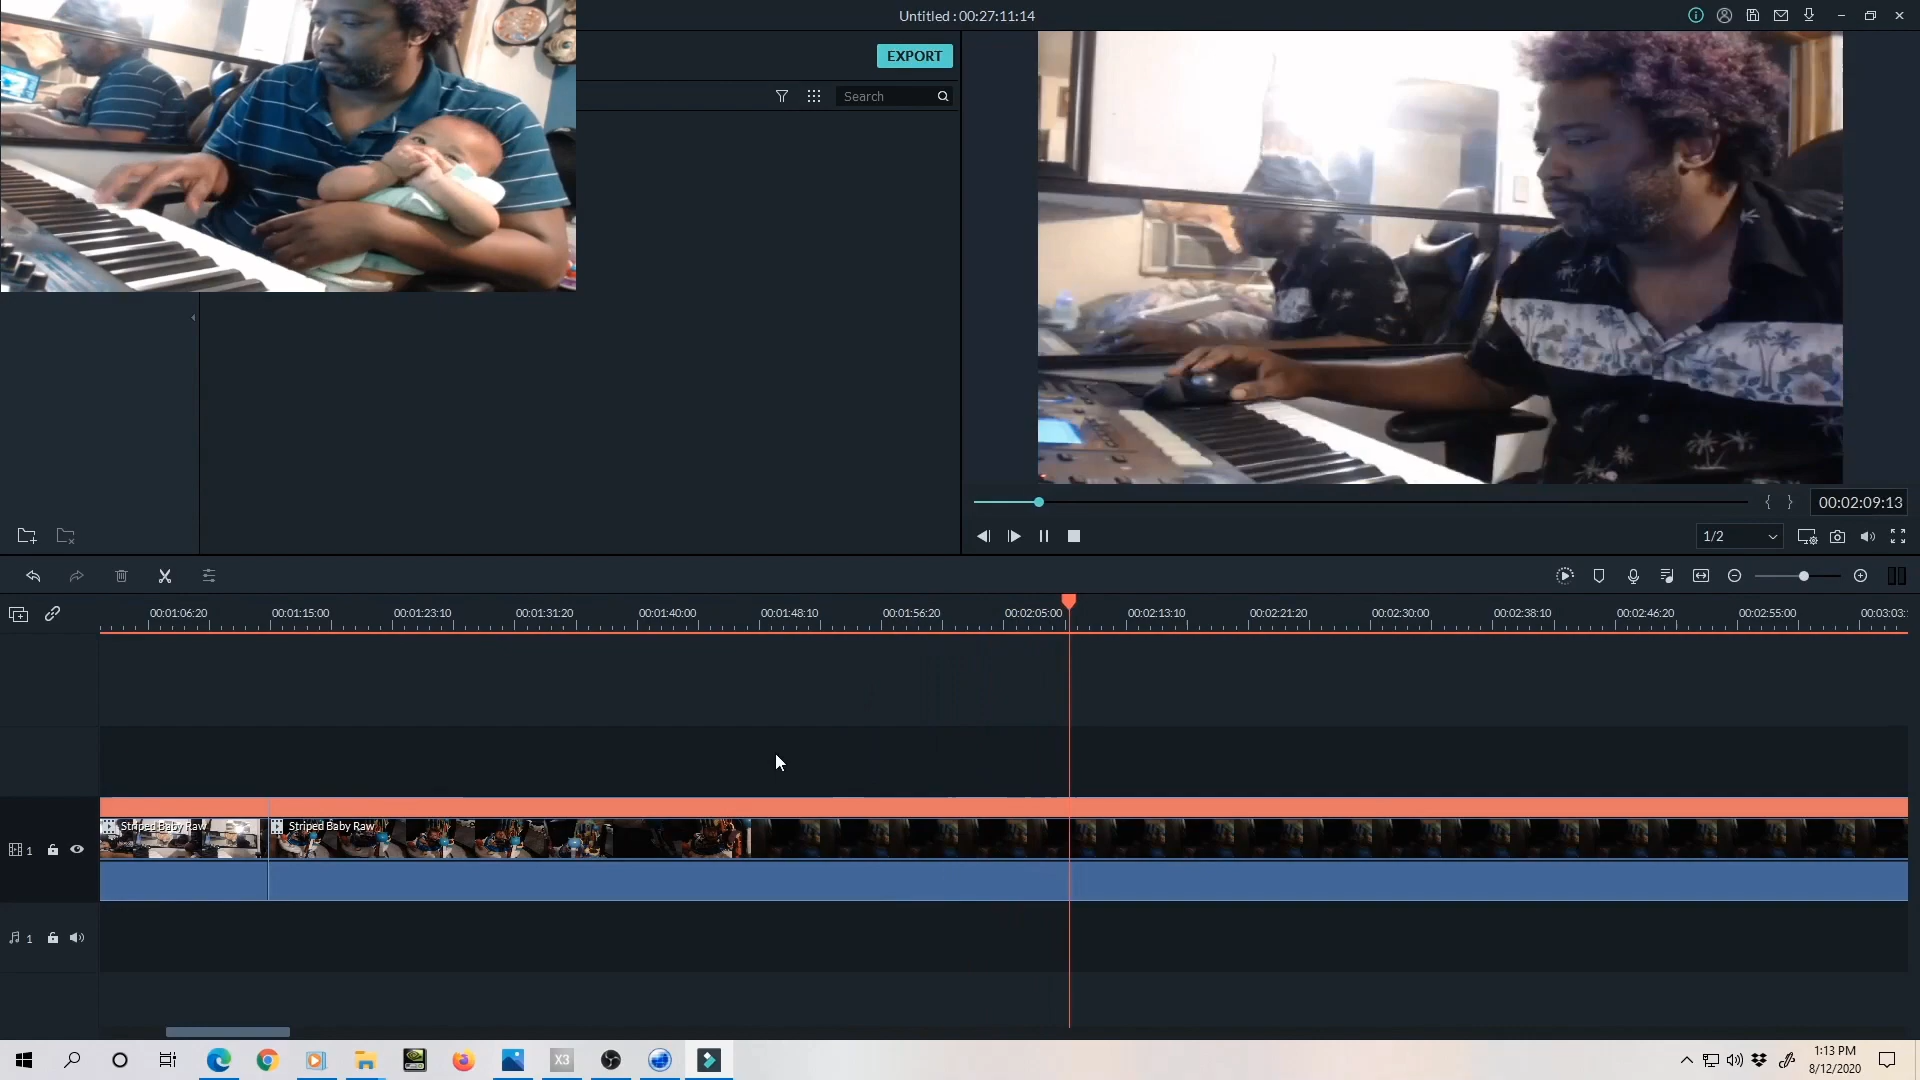 Untitled : 00:27:11:14
EXPORT
Search
00:02:09:13
1/2
00:01:06:20 00:01:15:00 00:01:23:10 00:01:31:20 00:01:40:00 00:01:48:10 00:01:56:20 00:02:05:00 00:02:13:10 00:02:21:20 00:02:30:00 00:02:38:10 00:02:46:20 00:02:55:00 00:03:03:
Striped Baby Raw Striped Baby Raw
1
1
X3
1:13 PM
8/12/2020